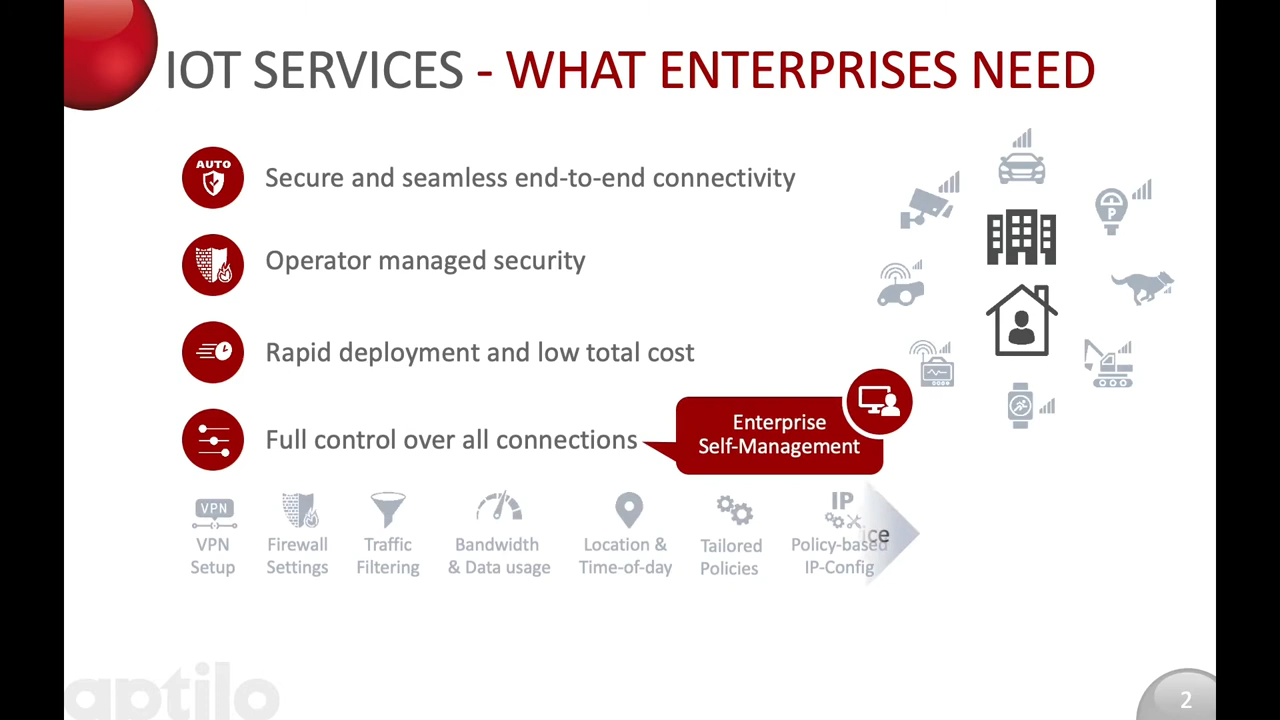 IOT SERVICES - WHAT ENTERPRISES NEED
AUTO
Secure and seamless end-to-end connectivity
P
Operator managed security
Rapid deployment and low total cost
Full control over all connections
Enterprise
Self-Management
VPN
VPN
Setup
Firewall
Settings
Traffic
Filtering
Bandwidth
& Data usage
Location &
Time-of-day
Tailored
Policies
IP
Policy-based
IP-Config
aptilo
2